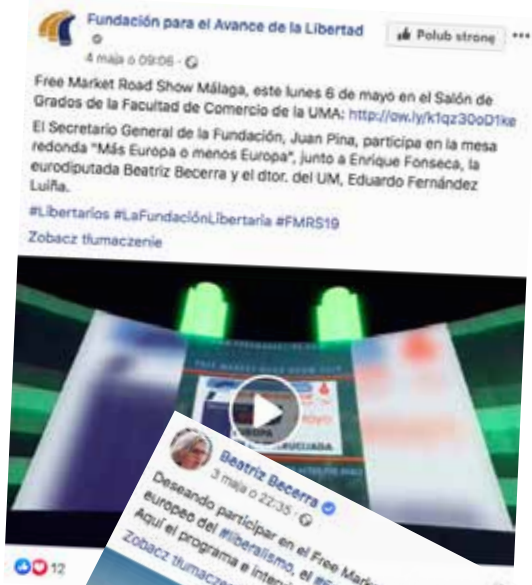 Fundación para el Avance de la Libertad
Polub stronę
4 maja o 09:06
Free Market Road Show Málaga, este lunes 6 de mayo en el Salón de
Grados de la Facultad de Comercio de la UMA: http://ow.ly/k1qz30oD1ke
El Secretario General de la Fundación, Juan Pina, participa en la mesa
redonda "Más Europa o menos Europa", junto a Enrique Fonseca, la
eurodiputada Beatriz Becerra y el dtor. del UM, Eduardo Fernández
Luiña.
#Libertarios #LaFundaciónLibertaria #FMRS19
Zobacz tłumaczenie
FREE MARKET ROAD SHOW
EUROPA
Beatriz Becerra
3 maja o 22:35
Deseando participar en el Free
europeo del #liberalismo, el
Aquí el programa e
Zobacz
12